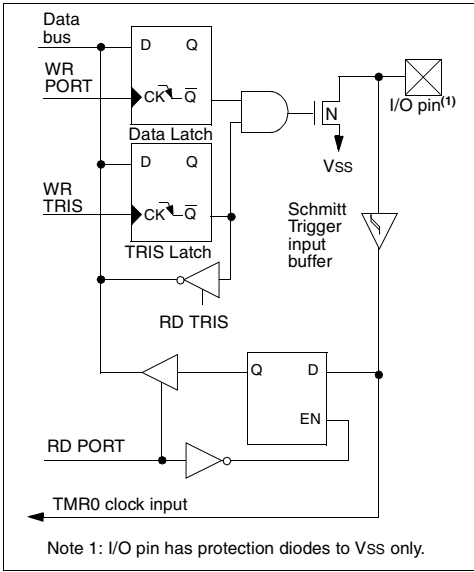 Data
bus
D Q
WR
PORT
CK Q
N
I/O pin(1)
Data Latch
VSS
D Q
WR
TRIS
CK Q
Schmitt
Trigger
input
buffer
TRIS Latch
RD TRIS
Q D
EN
RD PORT
TMR0 clock input
Note 1: I/O pin has protection diodes to VSS only.